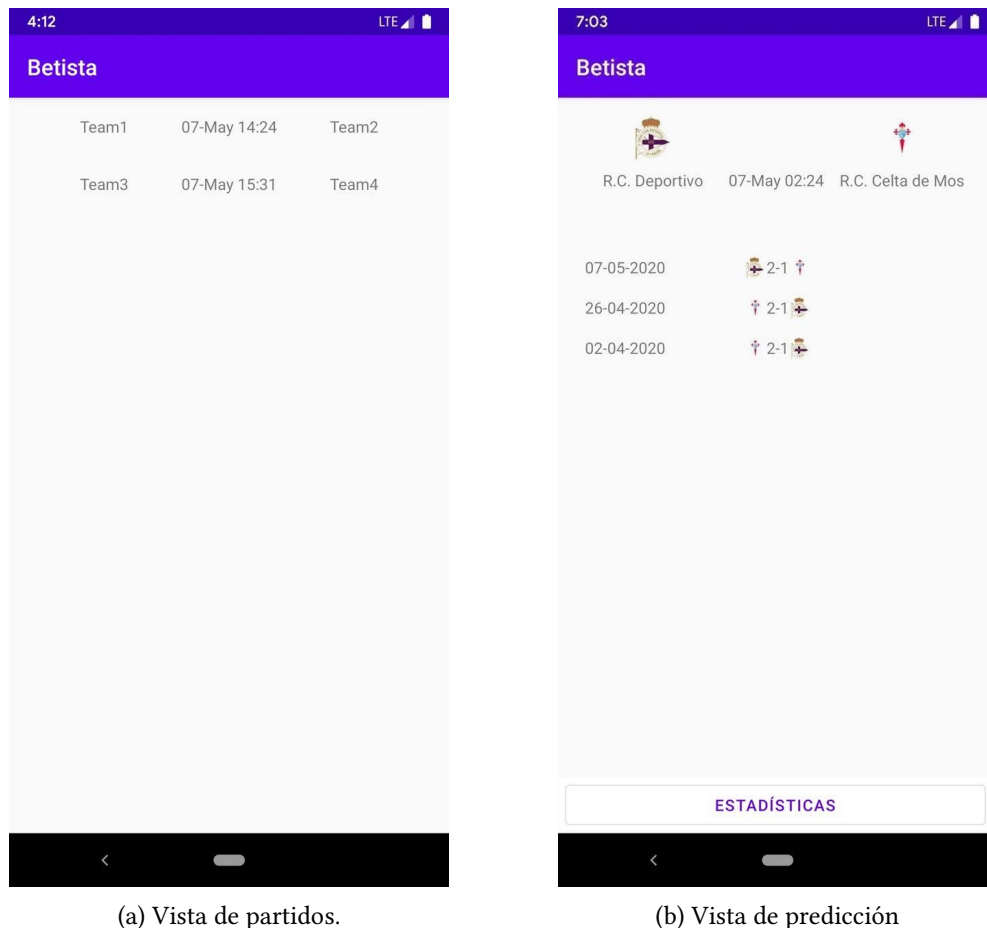 4:12 LTE
Betista
Team1 07-May 14:24 Team2
Team3 07-May 15:31 Team4
(a) Vista de partidos.
7:03 LTE
Betista
R.C. Deportivo 07-May 02:24 R.C. Celta de Mos
07-05-2020 2-1
26-04-2020 2-1
02-04-2020 2-1
ESTADÍSTICAS
(b) Vista de predicción